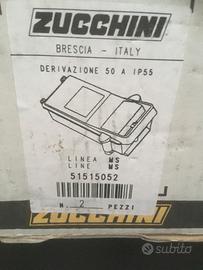 ZUCCHINI
BRESCIA - ITALY
DERIVAZIONE 50 A IP55
LINEA MS
LINE MS
51515052
N. 2 PEZZI
ZUCCHINI
subito